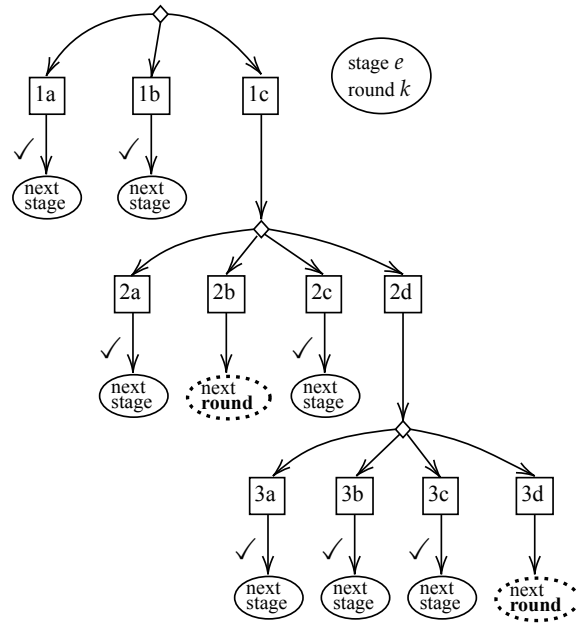 stage e
round k
1a
1b
1c
next
stage
next
stage
2a
2b
2c
2d
next
stage
next
round
next
stage
3a
3b
3c
3d
next
stage
next
stage
next
stage
next
round